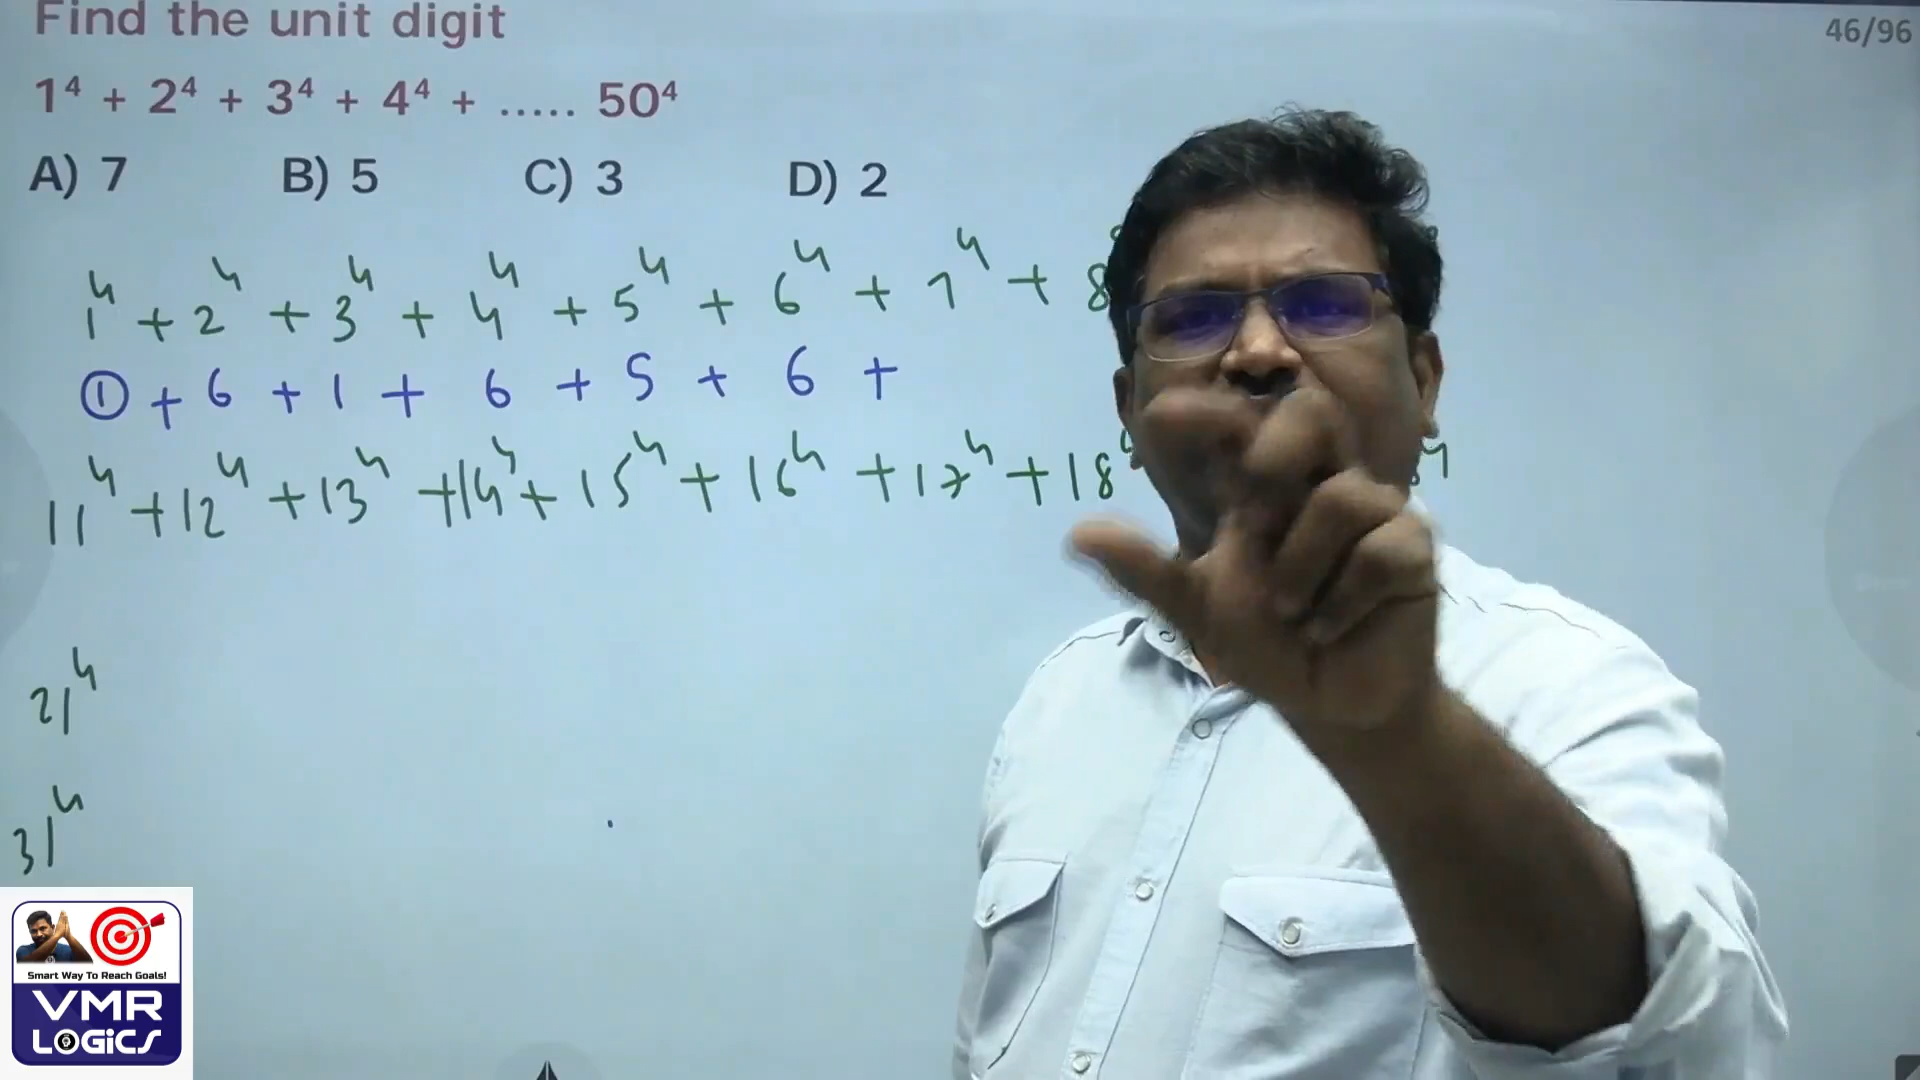 Find the unit digit
46/96
1⁴ + 2⁴ + 3⁴ + 4⁴ + ..... 50⁴
A) 7 B) 5 C) 3 D) 2
1⁴ + 2⁴ + 3⁴ + 4⁴ + 5⁴ + 6⁴ + 7⁴ + 8
① + 6 + 1 + 6 + 5 + 6 +
11⁴ + 12⁴ + 13⁴ + 14⁴ + 15⁴ + 16⁴ + 17⁴ + 18⁴
21⁴
31⁴
Smart Way To Reach Goals!
VMR
LOGICS